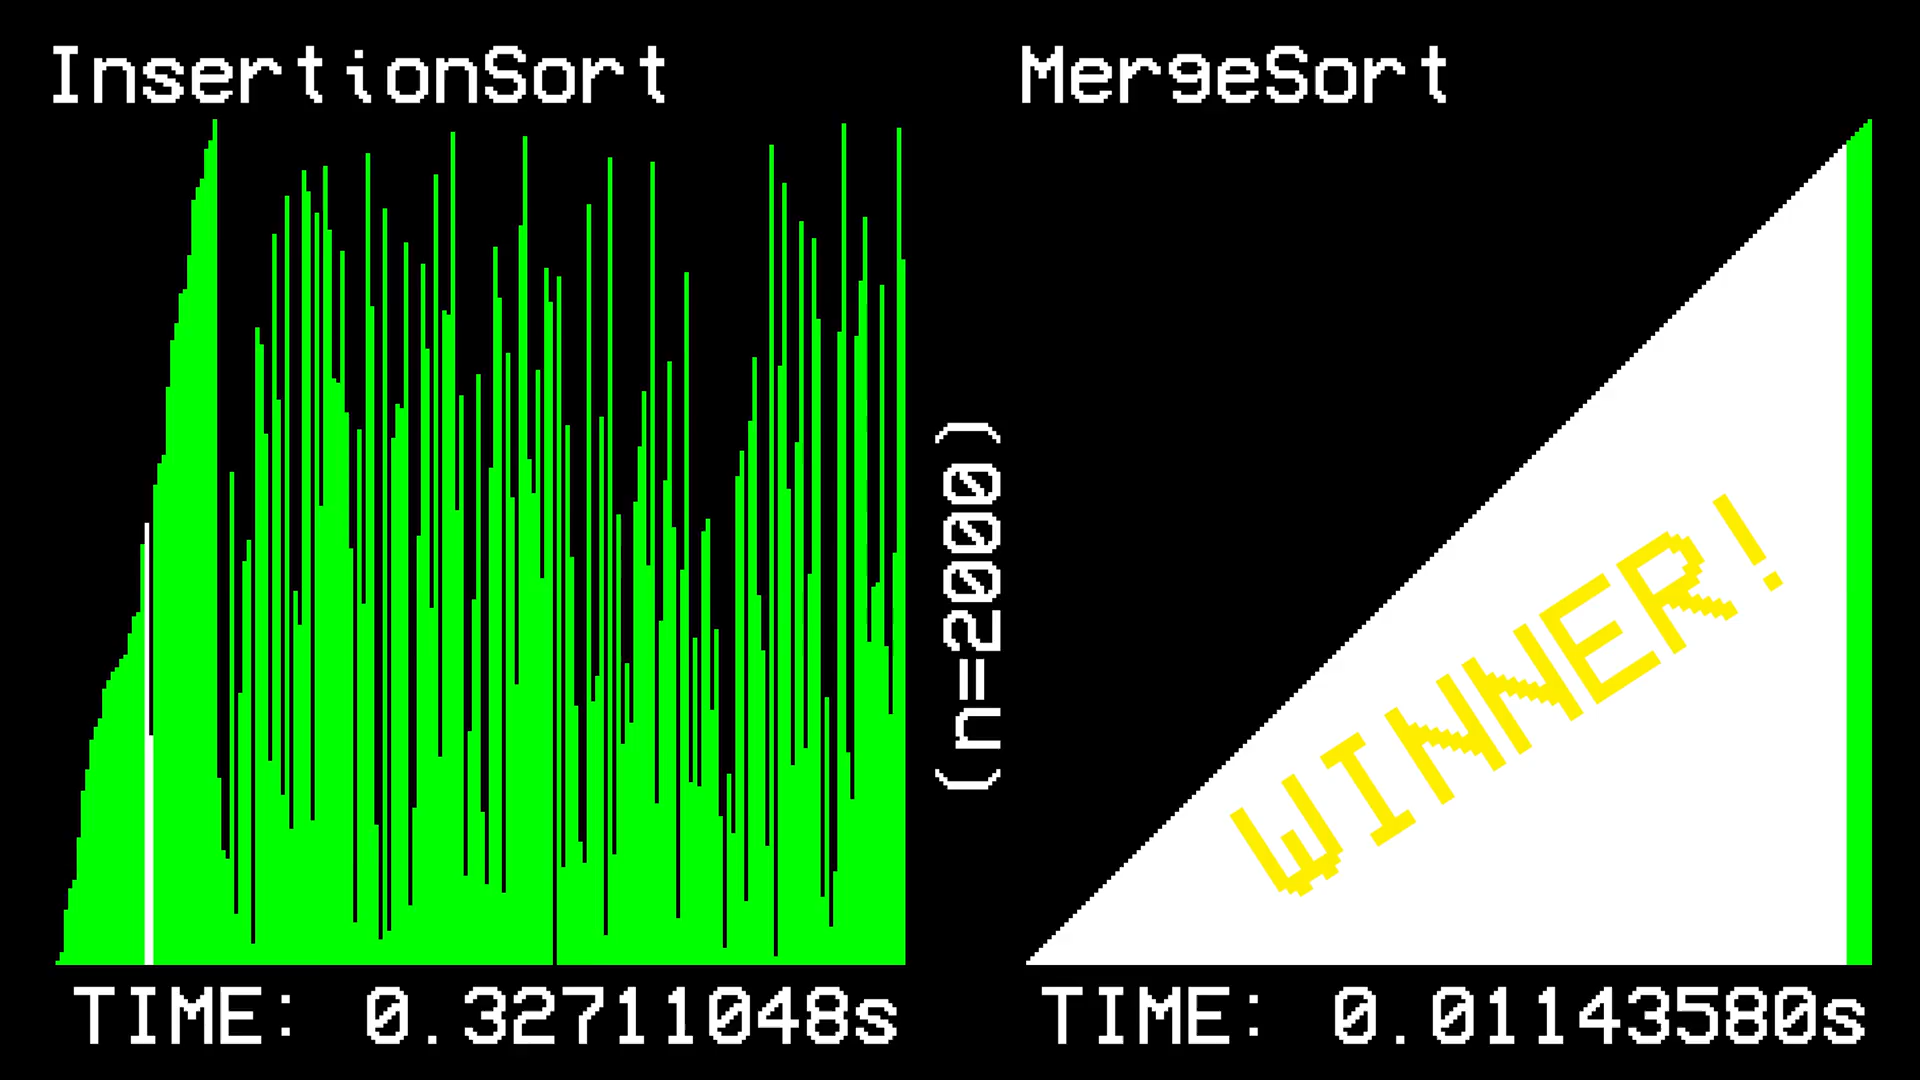 InsertionSort
MergeSort
(n=2000)
WINNER!
TIME: 0.32711048s
TIME: 0.01143580s